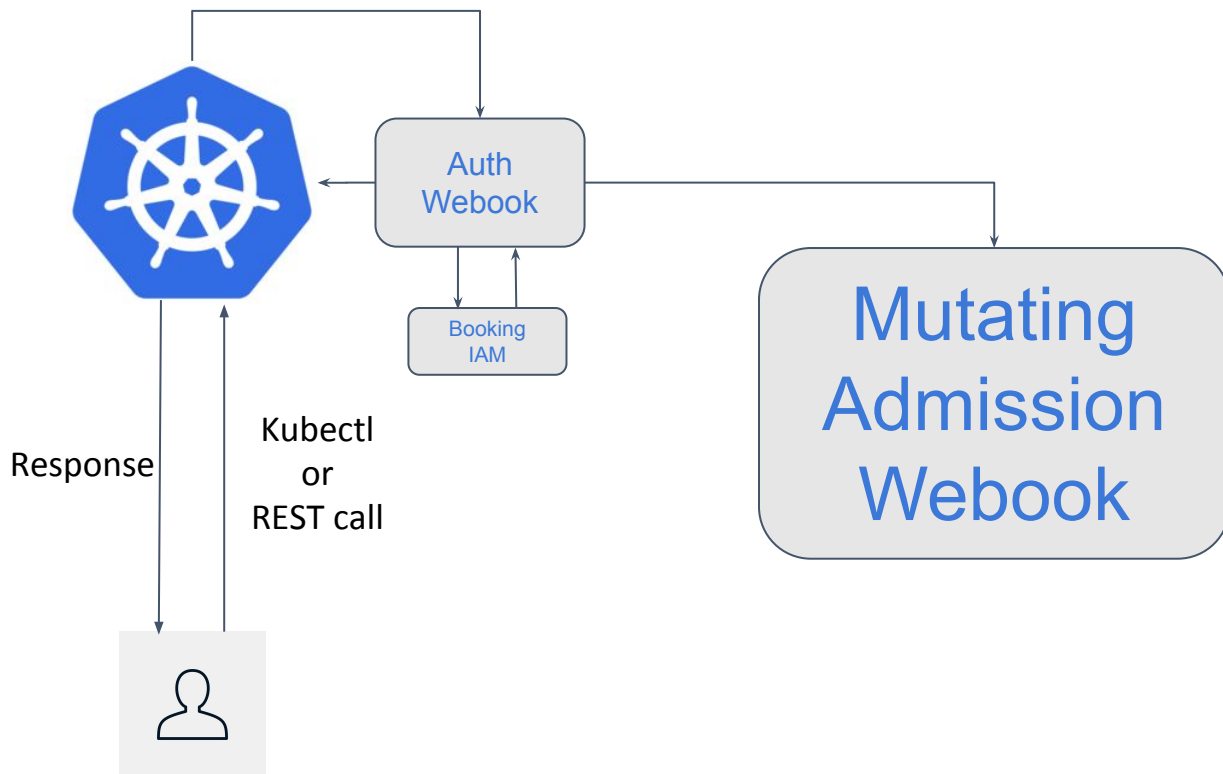 Auth
Webook
Booking
IAM
Mutating
Admission
Webook
Response
Kubectl
or
REST call